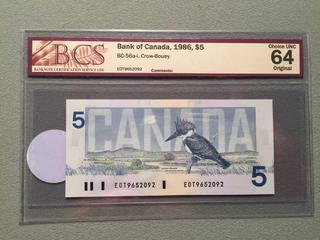 BCS
BANKNOTE CERTIFICATION SERVICE LTD
Bank of Canada, 1986, $5
BC-56a-i, Crow-Bouey
EOT9652092
Comments:
Choice UNC
64
Original
CANADA
5
5
EOT9652092
EOT9652092